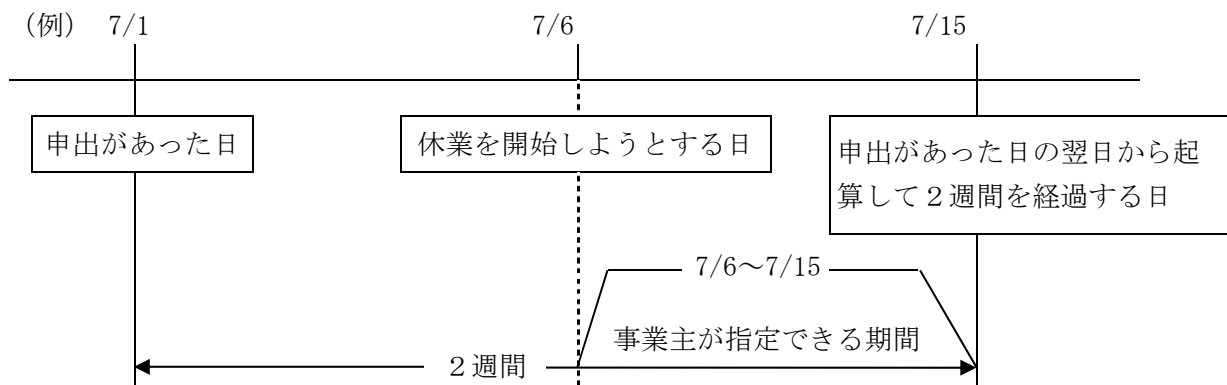 (例) 7/1 7/6 7/15
申出があった日
休業を開始しようとする日
申出があった日の翌日から起
算して２週間を経過する日
7/6～7/15
事業主が指定できる期間
２週間